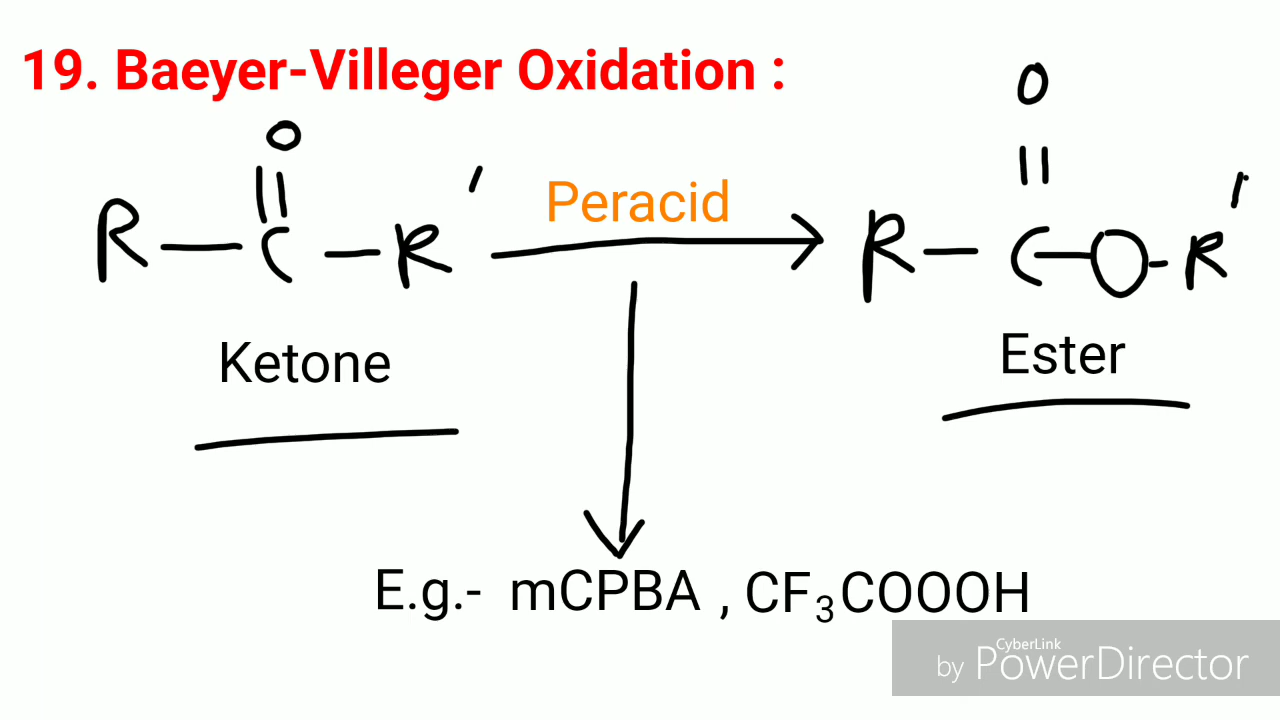 19. Baeyer-Villeger Oxidation :
O O
|| ||
R — C — R' Peracid R — C — O - R'
Ketone Ester
E.g.- mCPBA , CF₃COOOH
CyberLink
by PowerDirector